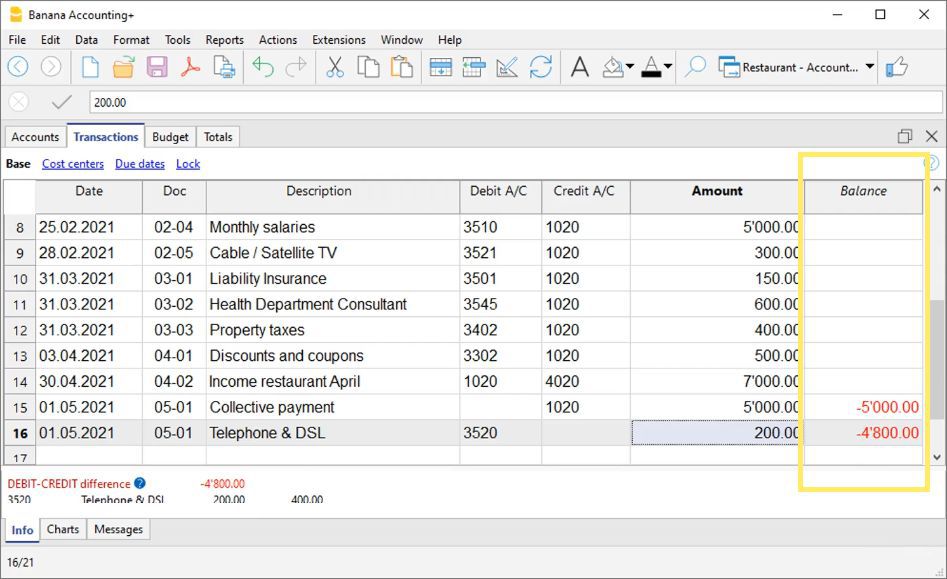 Banana Accounting+
File Edit Data Format Tools Reports Actions Extensions Window Help
Restaurant - Account...
200.00
Accounts Transactions Budget Totals
Base Cost centers Due dates Lock
Date Doc Description Debit A/C Credit A/C Amount Balance
8 25.02.2021 02-04 Monthly salaries 3510 1020 5'000.00
9 28.02.2021 02-05 Cable / Satellite TV 3521 1020 300.00
10 31.03.2021 03-01 Liability Insurance 3501 1020 150.00
11 31.03.2021 03-02 Health Department Consultant 3545 1020 600.00
12 31.03.2021 03-03 Property taxes 3402 1020 400.00
13 03.04.2021 04-01 Discounts and coupons 3302 1020 500.00
14 30.04.2021 04-02 Income restaurant April 1020 4020 7'000.00
15 01.05.2021 05-01 Collective payment 1020 5'000.00 -5'000.00
16 01.05.2021 05-01 Telephone & DSL 3520 200.00 -4'800.00
17
DEBIT-CREDIT difference ? -4'800.00
3520 Telephone & DSL 200.00 400.00
Info Charts Messages
16/21